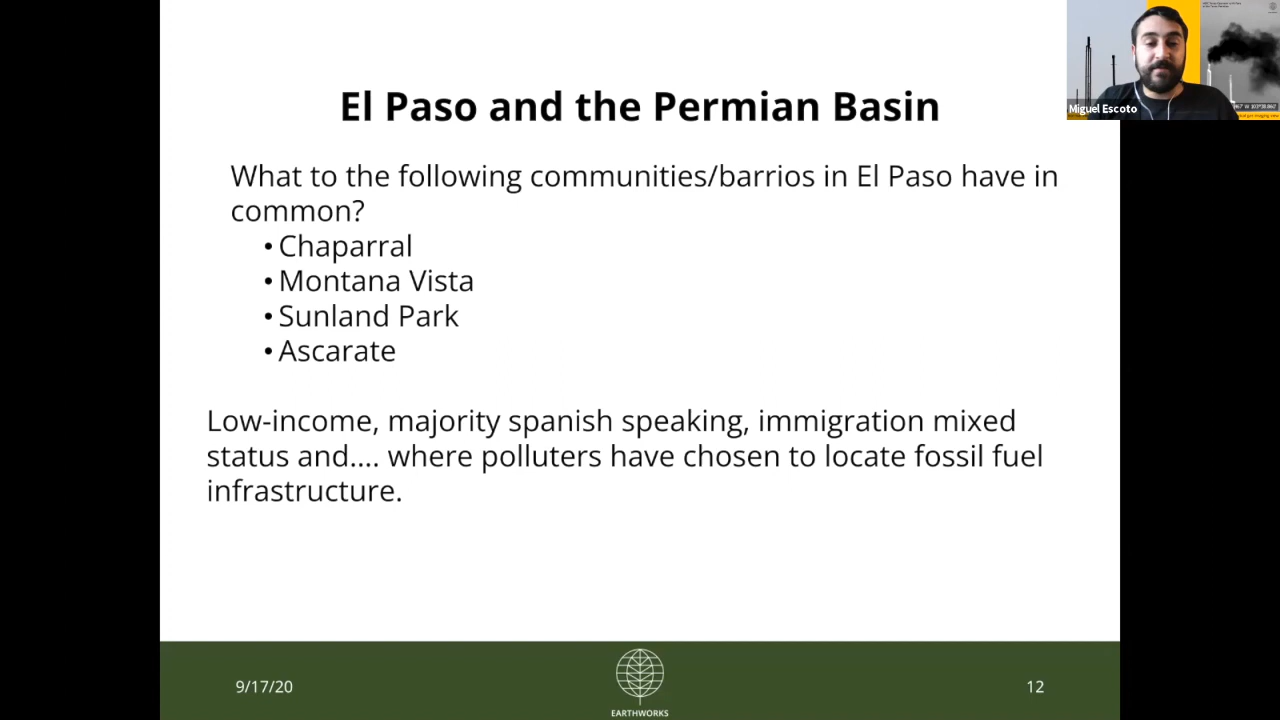 El Paso and the Permian Basin
Miguel Escoto
What to the following communities/barrios in El Paso have in
common?
• Chaparral
• Montana Vista
• Sunland Park
• Ascarate
Low-income, majority spanish speaking, immigration mixed
status and.... where polluters have chosen to locate fossil fuel
infrastructure.
9/17/20
EARTHWORKS
12